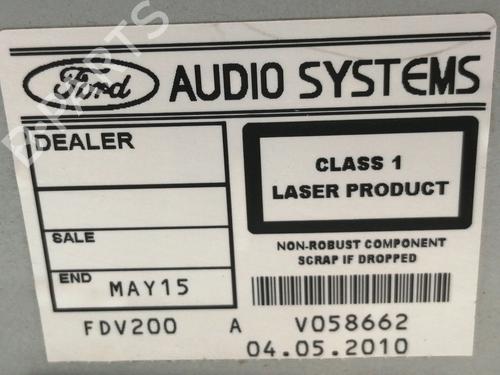 Ford AUDIO SYSTEMS
DEALER
CLASS 1
LASER PRODUCT
SALE
NON-ROBUST COMPONENT
SCRAP IF DROPPED
END MAY15
FDV200 A V058662
04.05.2010
B-PARTS